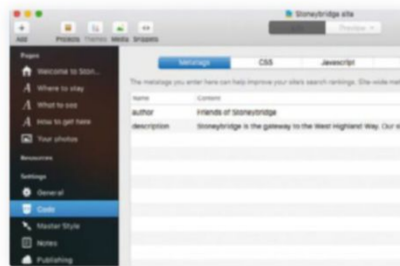 Stoneybridge site
Add Projects Themes Media Snippets
Preview
Pages
Welcome to Ston...
Where to stay
What to see
How to get here
Your photos
Resources
Settings
General
Code
Master Style
Notes
Publishing
Metatags CSS Javascript
The metatags you enter here can help improve your site's search rankings. Site-wide met
Name Content
author Friends of Stoneybridge
description Stoneybridge is the gateway to the West Highland Way. Our s